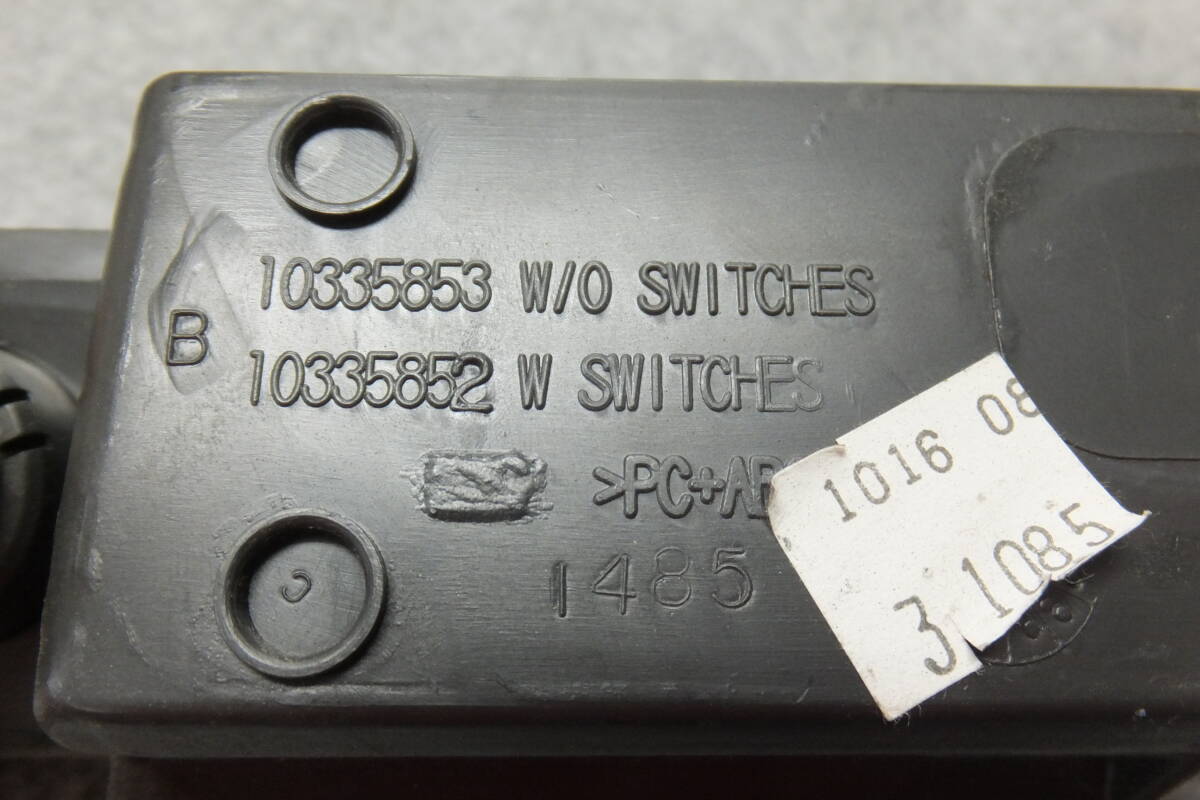 10335853 W/O SWITCHES
B
10335852 W SWITCHES
>PC+AB
1485
1016 08
3 1085